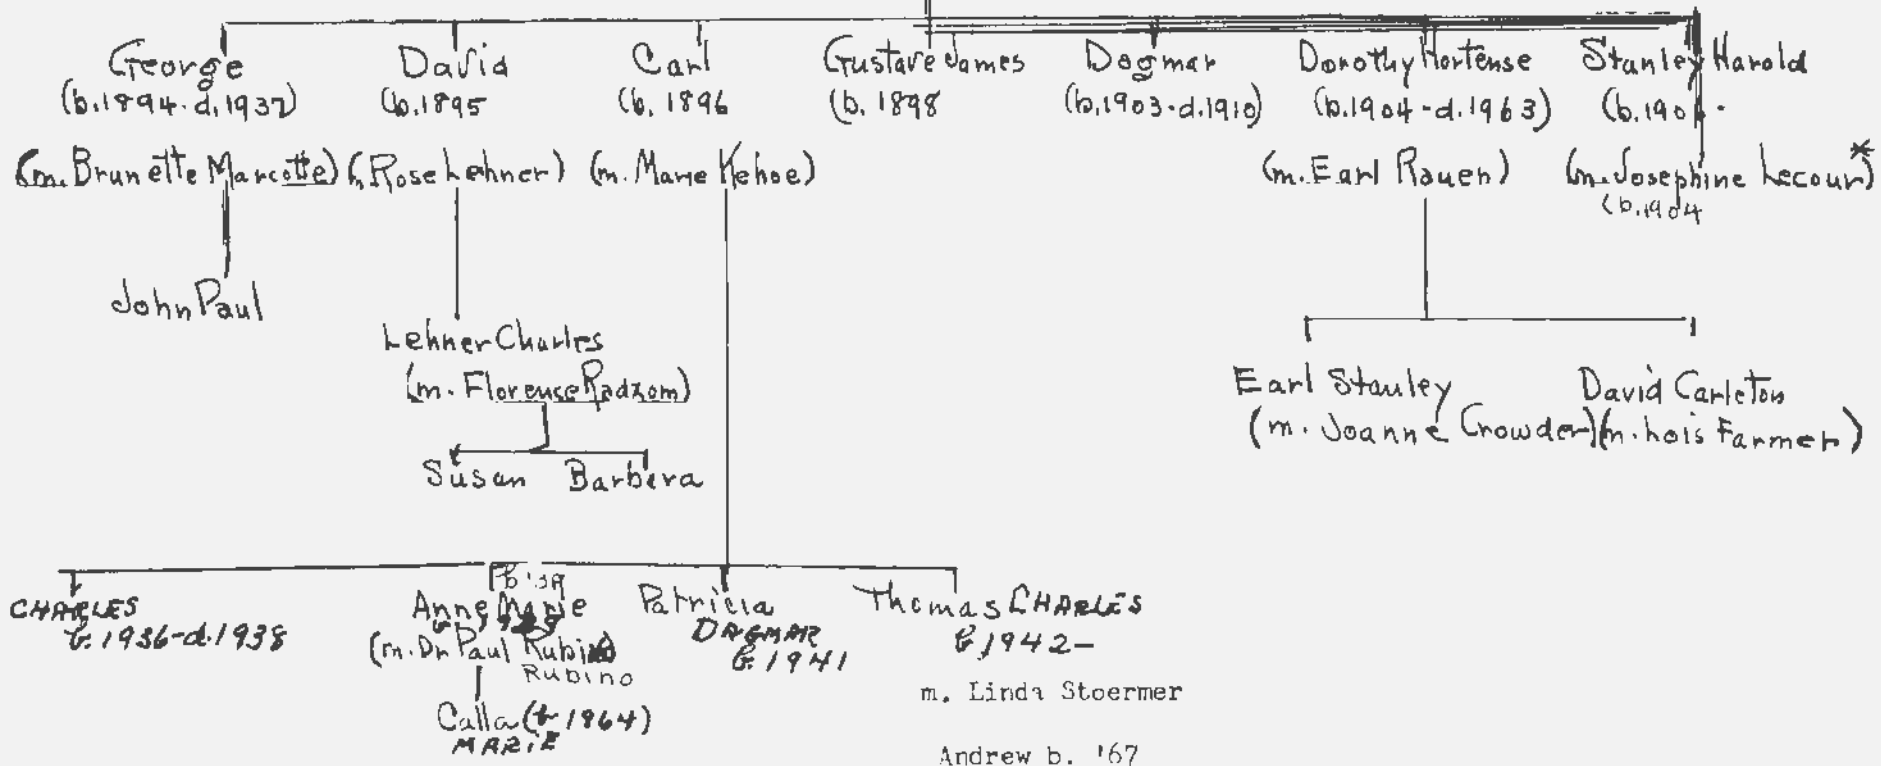 George David Carl Gustave James Dagmar Dorothy Hortense Stanley Harold
(b.1894-d.1937) (b.1895 (b. 1896 (b. 1898 (b.1903-d.1910) (b.1904-d.1963) (b.190
(m. Brunette Marcotte) (Rose Lehner) (m. Marie Kehoe) (m. Earl Rauen) (m. Josephine Lecour)*
(b.1904
John Paul
Lehner Charles
(m. Florence Radzom)
Earl Stanley David Carleton
(m. Joanne Crowder) (m. Lois Farmer)
Susan Barbara
CHARLES Anne Marie Patricia Thomas CHARLES
b. 1936-d.1938 DAGMAR b 1942-
(m. Dr Paul b. 1941
RUBINO
m. Linda Stoermer
Calla (b 1964)
MARIE
Andrew b. '67